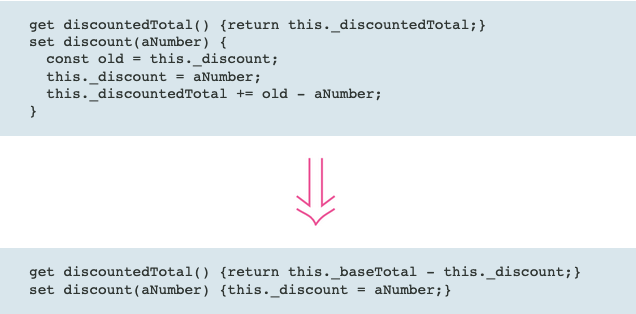 get discountedTotal() {return this._discountedTotal;}
set discount(aNumber) {
  const old = this._discount;
  this._discount = aNumber;
  this._discountedTotal += old - aNumber;
}
get discountedTotal() {return this._baseTotal - this._discount;}
set discount(aNumber) {this._discount = aNumber;}